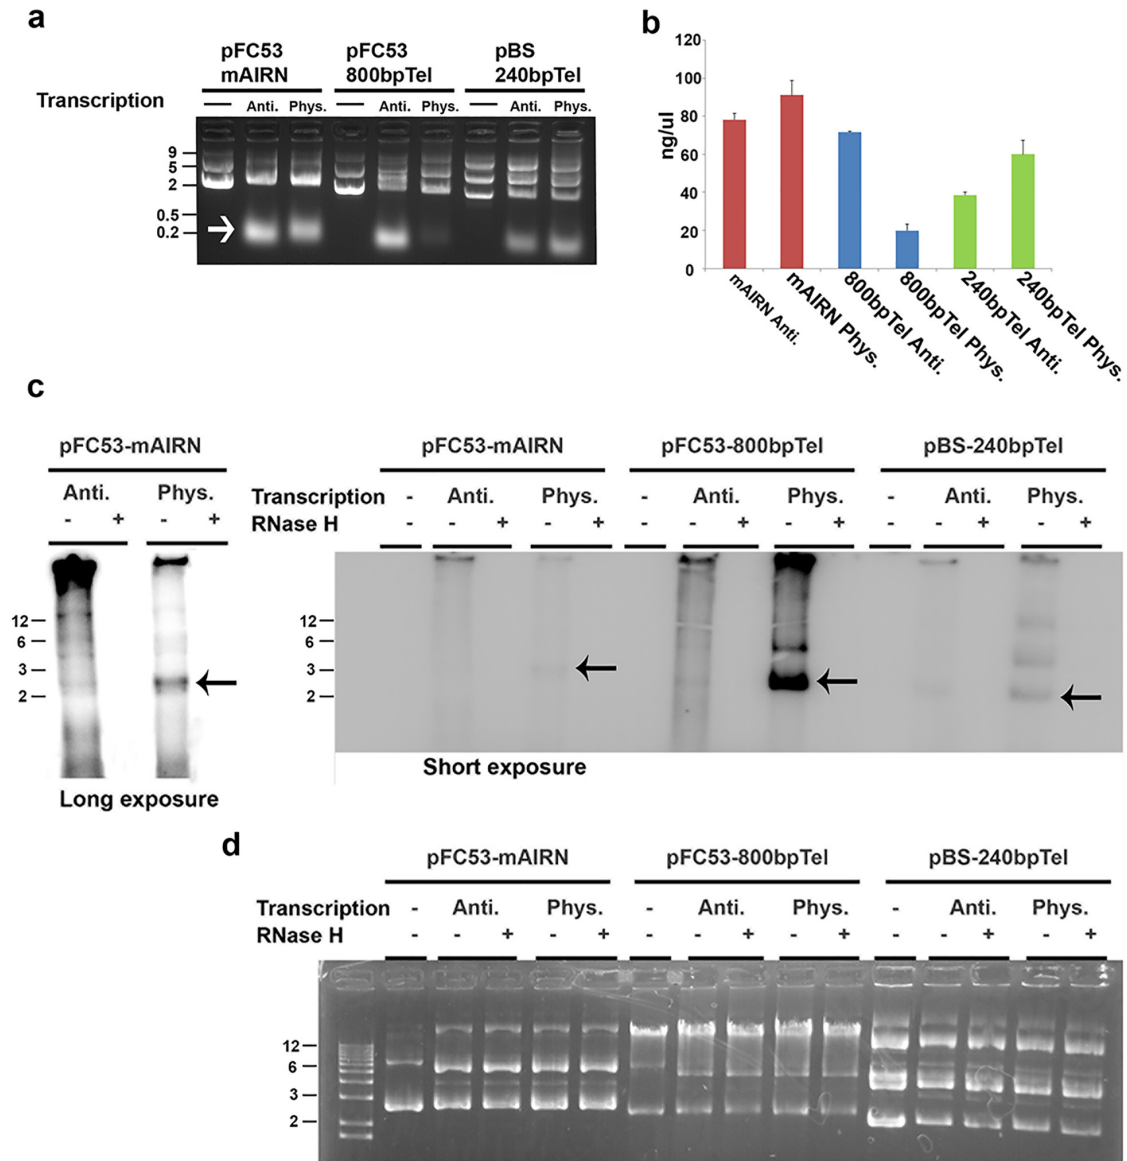 a
pFC53 pFC53 pBS
mAIRN 800bpTel 240bpTel
Transcription — Anti. Phys. — Anti. Phys. — Anti. Phys.
9
5
2
0.5
0.2
b
120
100
80
60
40
20
0
ng/ul
mAIRN Anti.
mAIRN Phys.
800bpTel Anti.
800bpTel Phys.
240bpTel Anti.
240bpTel Phys.
c
pFC53-mAIRN
Anti. Phys.
- + - +
12
6
3
2
Long exposure
pFC53-mAIRN pFC53-800bpTel pBS-240bpTel
Transcription - Anti. Phys. - Anti. Phys. - Anti. Phys.
RNase H - - + - + - - + - + - - + - +
12
6
3
2
Short exposure
d
pFC53-mAIRN pFC53-800bpTel pBS-240bpTel
Transcription - Anti. Phys. - Anti. Phys. - Anti. Phys.
RNase H - - + - + - - + - + - - + - +
12
6
3
2